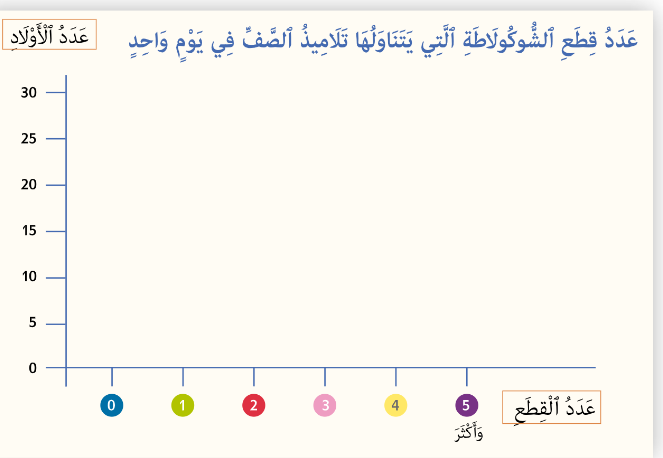 عَدَدُ قِطَعِ ٱلشُّوكُولَاطَةِ ٱلَّتِي يَتَنَاوَلُهَا تَلَامِيذُ ٱلصَّفِّ فِي يَوْمٍ وَاحِدٍ
عَدَدُ ٱلْأَوْلَادِ
30
25
20
15
10
5
0
0 1 2 3 4 5
وَأَكْثَرَ
عَدَدُ ٱلْقِطَعِ